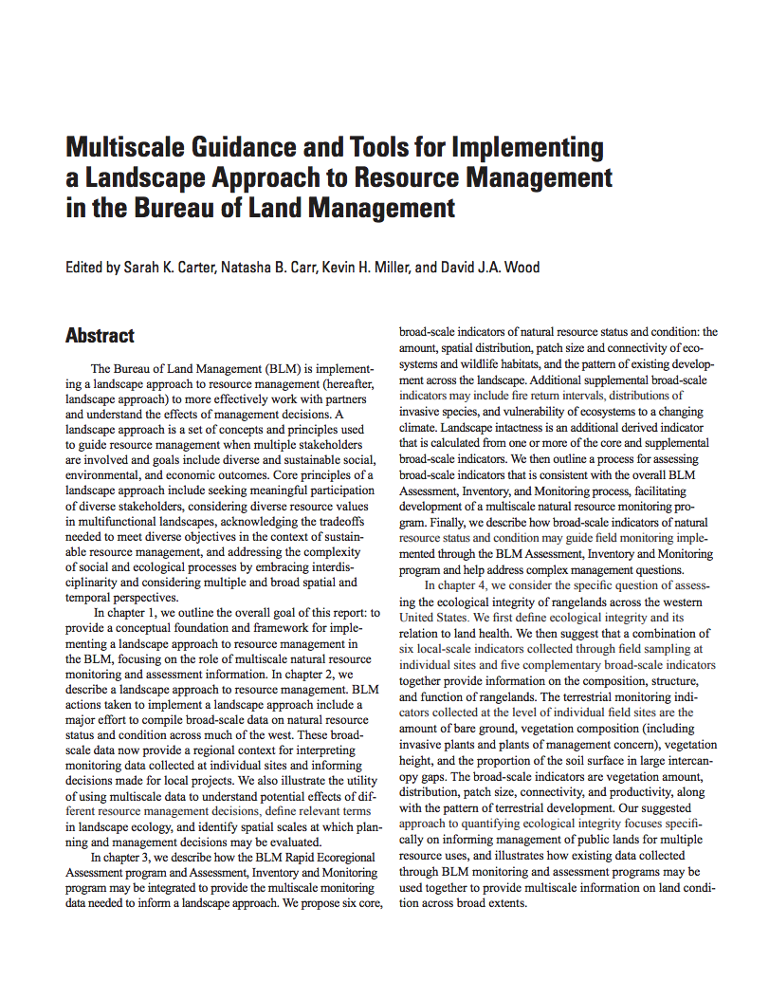 Multiscale Guidance and Tools for Implementing
a Landscape Approach to Resource Management
in the Bureau of Land Management
Edited by Sarah K. Carter, Natasha B. Carr, Kevin H. Miller, and David J.A. Wood
Abstract
The Bureau of Land Management (BLM) is implement-
ing a landscape approach to resource management (hereafter,
landscape approach) to more effectively work with partners
and understand the effects of management decisions. A
landscape approach is a set of concepts and principles used
to guide resource management when multiple stakeholders
are involved and goals include diverse and sustainable social,
environmental, and economic outcomes. Core principles of a
landscape approach include seeking meaningful participation
of diverse stakeholders, considering diverse resource values
in multifunctional landscapes, acknowledging the tradeoffs
needed to meet diverse objectives in the context of sustain-
able resource management, and addressing the complexity
of social and ecological processes by embracing interdis-
ciplinarity and considering multiple and broad spatial and
temporal perspectives.
In chapter 1, we outline the overall goal of this report: to
provide a conceptual foundation and framework for imple-
menting a landscape approach to resource management in
the BLM, focusing on the role of multiscale natural resource
monitoring and assessment information. In chapter 2, we
describe a landscape approach to resource management. BLM
actions taken to implement a landscape approach include a
major effort to compile broad-scale data on natural resource
status and condition across much of the west. These broad-
scale data now provide a regional context for interpreting
monitoring data collected at individual sites and informing
decisions made for local projects. We also illustrate the utility
of using multiscale data to understand potential effects of dif-
ferent resource management decisions, define relevant terms
in landscape ecology, and identify spatial scales at which plan-
ning and management decisions may be evaluated.
In chapter 3, we describe how the BLM Rapid Ecoregional
Assessment program and Assessment, Inventory and Monitoring
program may be integrated to provide the multiscale monitoring
data needed to inform a landscape approach. We propose six core,
broad-scale indicators of natural resource status and condition: the
amount, spatial distribution, patch size and connectivity of eco-
systems and wildlife habitats, and the pattern of existing develop-
ment across the landscape. Additional supplemental broad-scale
indicators may include fire return intervals, distributions of
invasive species, and vulnerability of ecosystems to a changing
climate. Landscape intactness is an additional derived indicator
that is calculated from one or more of the core and supplemental
broad-scale indicators. We then outline a process for assessing
broad-scale indicators that is consistent with the overall BLM
Assessment, Inventory, and Monitoring process, facilitating
development of a multiscale natural resource monitoring pro-
gram. Finally, we describe how broad-scale indicators of natural
resource status and condition may guide field monitoring imple-
mented through the BLM Assessment, Inventory and Monitoring
program and help address complex management questions.
In chapter 4, we consider the specific question of assess-
ing the ecological integrity of rangelands across the western
United States. We first define ecological integrity and its
relation to land health. We then suggest that a combination of
six local-scale indicators collected through field sampling at
individual sites and five complementary broad-scale indicators
together provide information on the composition, structure,
and function of rangelands. The terrestrial monitoring indi-
cators collected at the level of individual field sites are the
amount of bare ground, vegetation composition (including
invasive plants and plants of management concern), vegetation
height, and the proportion of the soil surface in large intercan-
opy gaps. The broad-scale indicators are vegetation amount,
distribution, patch size, connectivity, and productivity, along
with the pattern of terrestrial development. Our suggested
approach to quantifying ecological integrity focuses specifi-
cally on informing management of public lands for multiple
resource uses, and illustrates how existing data collected
through BLM monitoring and assessment programs may be
used together to provide multiscale information on land condi-
tion across broad extents.